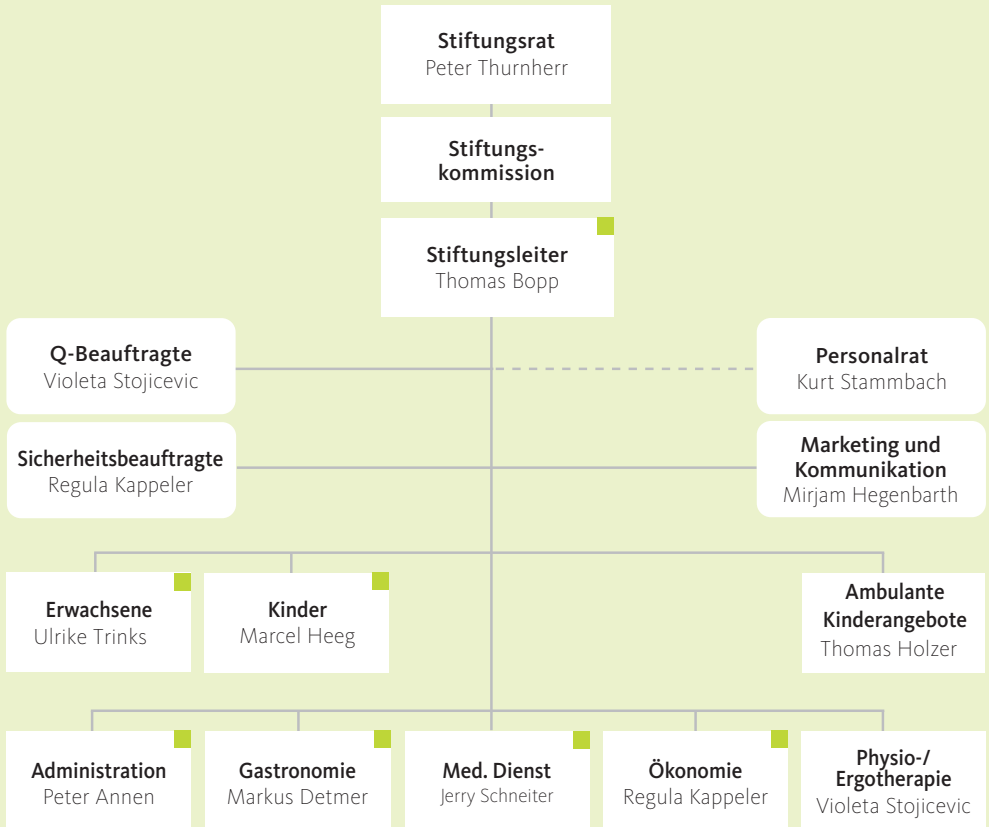 Stiftungsrat
Peter Thurnherr
Stiftungs-
kommission
Stiftungsleiter
Thomas Bopp
Q-Beauftragte
Violeta Stojicevic
Personalrat
Kurt Stammbach
Sicherheitsbeauftragte
Regula Kappeler
Marketing und
Kommunikation
Mirjam Hegenbarth
Erwachsene
Ulrike Trinks
Kinder
Marcel Heeg
Ambulante
Kinderangebote
Thomas Holzer
Administration
Peter Annen
Gastronomie
Markus Detmer
Med. Dienst
Jerry Schneiter
Ökonomie
Regula Kappeler
Physio-/
Ergotherapie
Violeta Stojicevic